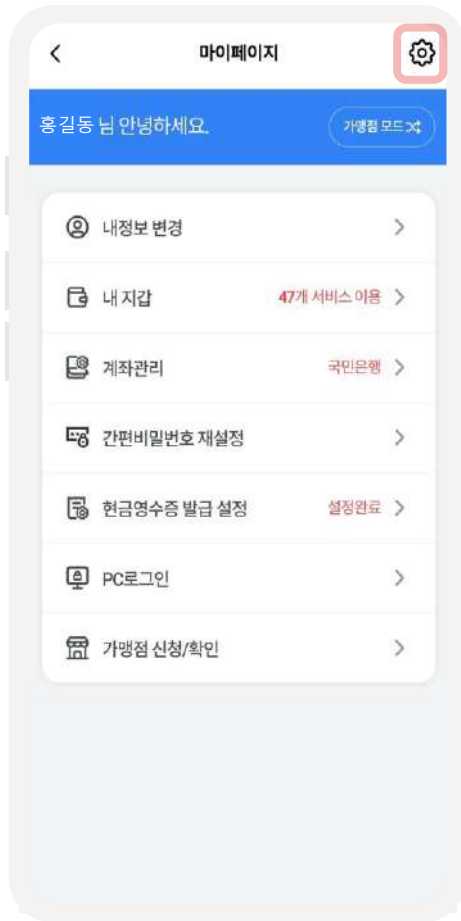 마이페이지
홍길동 님 안녕하세요.
가맹점 모드
내정보 변경
내 지갑 47개 서비스 이용
계좌관리 국민은행
간편비밀번호 재설정
현금영수증 발급 설정 설정완료
PC로그인
가맹점 신청/확인